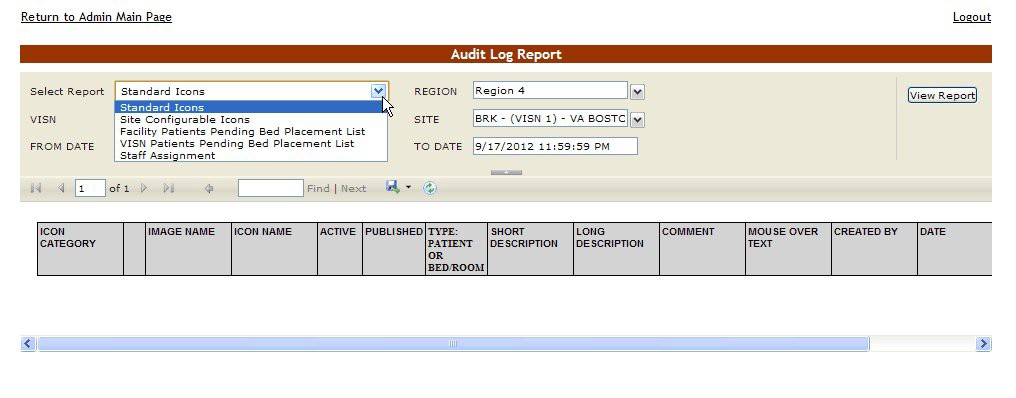 Return to Admin Main Page Logout
Audit Log Report
Select Report Standard Icons REGION Region 4 View Report
Standard Icons
Site Configurable Icons
Facility Patients Pending Bed Placement List
VISN Patients Pending Bed Placement List
Staff Assignment
VISN SITE BRK - (VISN 1) - VA BOSTC
FROM DATE TO DATE 9/17/2012 11:59:59 PM
1 of 1 Find | Next
ICON CATEGORY IMAGE NAME ICON NAME ACTIVE PUBLISHED TYPE: PATIENT OR BED/ROOM SHORT DESCRIPTION LONG DESCRIPTION COMMENT MOUSE OVER TEXT CREATED BY DATE